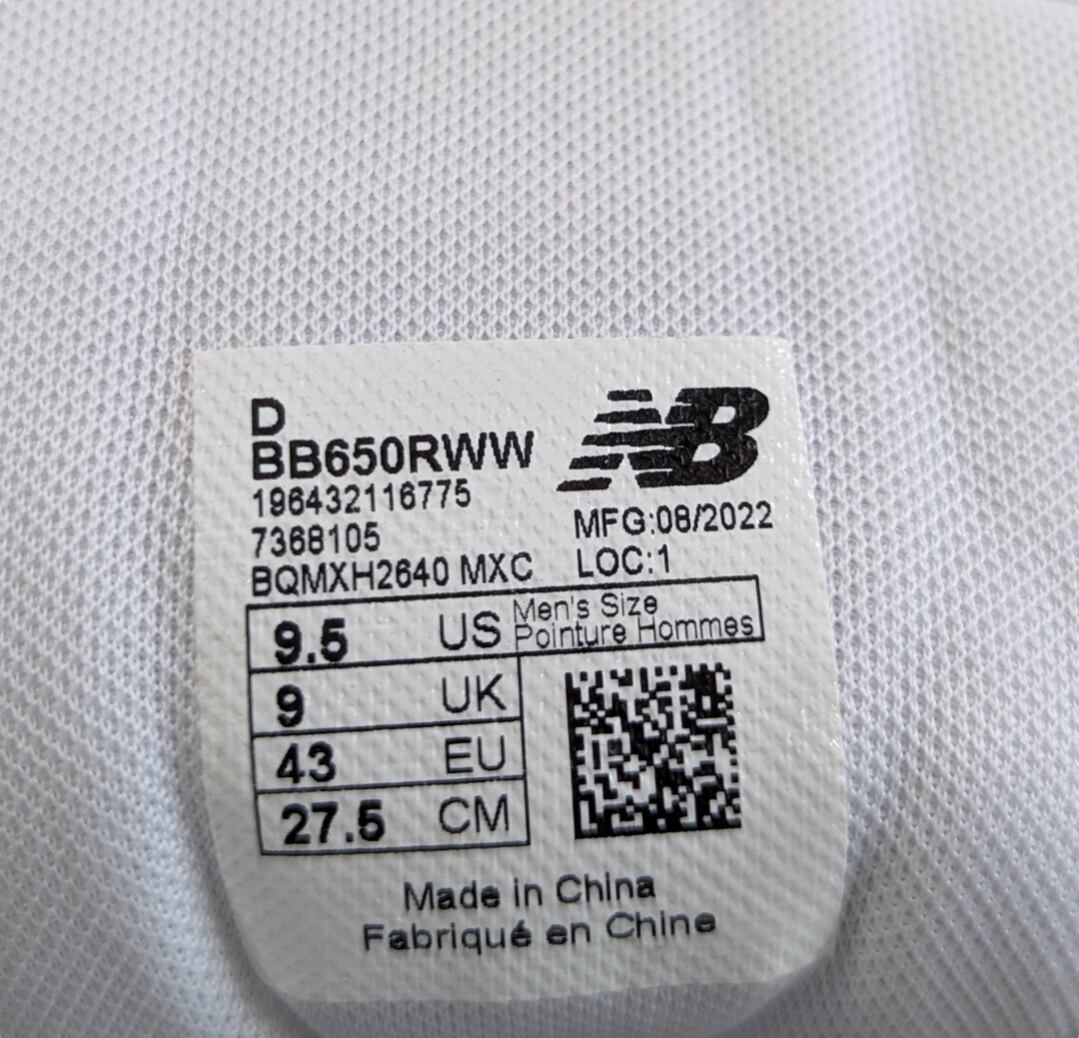 D
BB650RWW
196432116775
7368105
BQMXH2640 MXC
NB
MFG:08/2022
LOC:1
9.5 US Men's Size
Pointure Hommes
9 UK
43 EU
27.5 CM
Made in China
Fabriqué en Chine